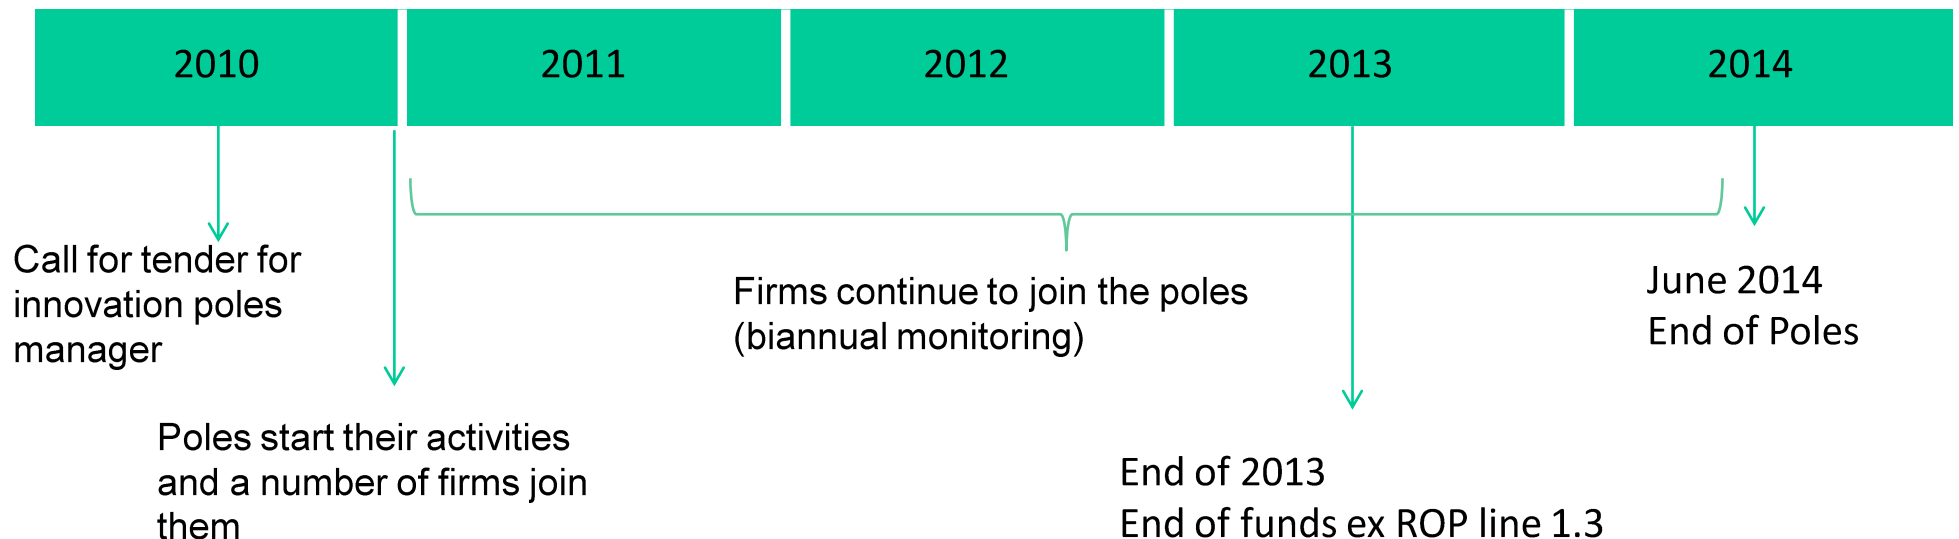 2010
2011
2012
2013
2014
Call for tender for
innovation poles
manager
Poles start their activities
and a number of firms join
them
Firms continue to join the poles
(biannual monitoring)
End of 2013
End of funds ex ROP line 1.3
June 2014
End of Poles